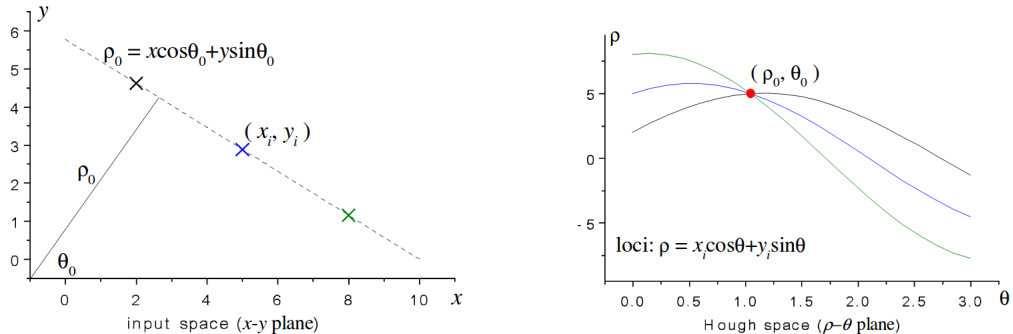 y
6
5
4
3
2
1
0
ρ₀ = xcosθ₀+ysinθ₀
( xᵢ, yᵢ )
ρ₀
θ₀
0 2 4 6 8 10 x
input space (x-y plane)
ρ
5
0
- 5
( ρ₀, θ₀ )
loci: ρ = xᵢcosθ+yᵢsinθ
0.0 0.5 1.0 1.5 2.0 2.5 3.0 θ
Hough space (ρ–θ plane)